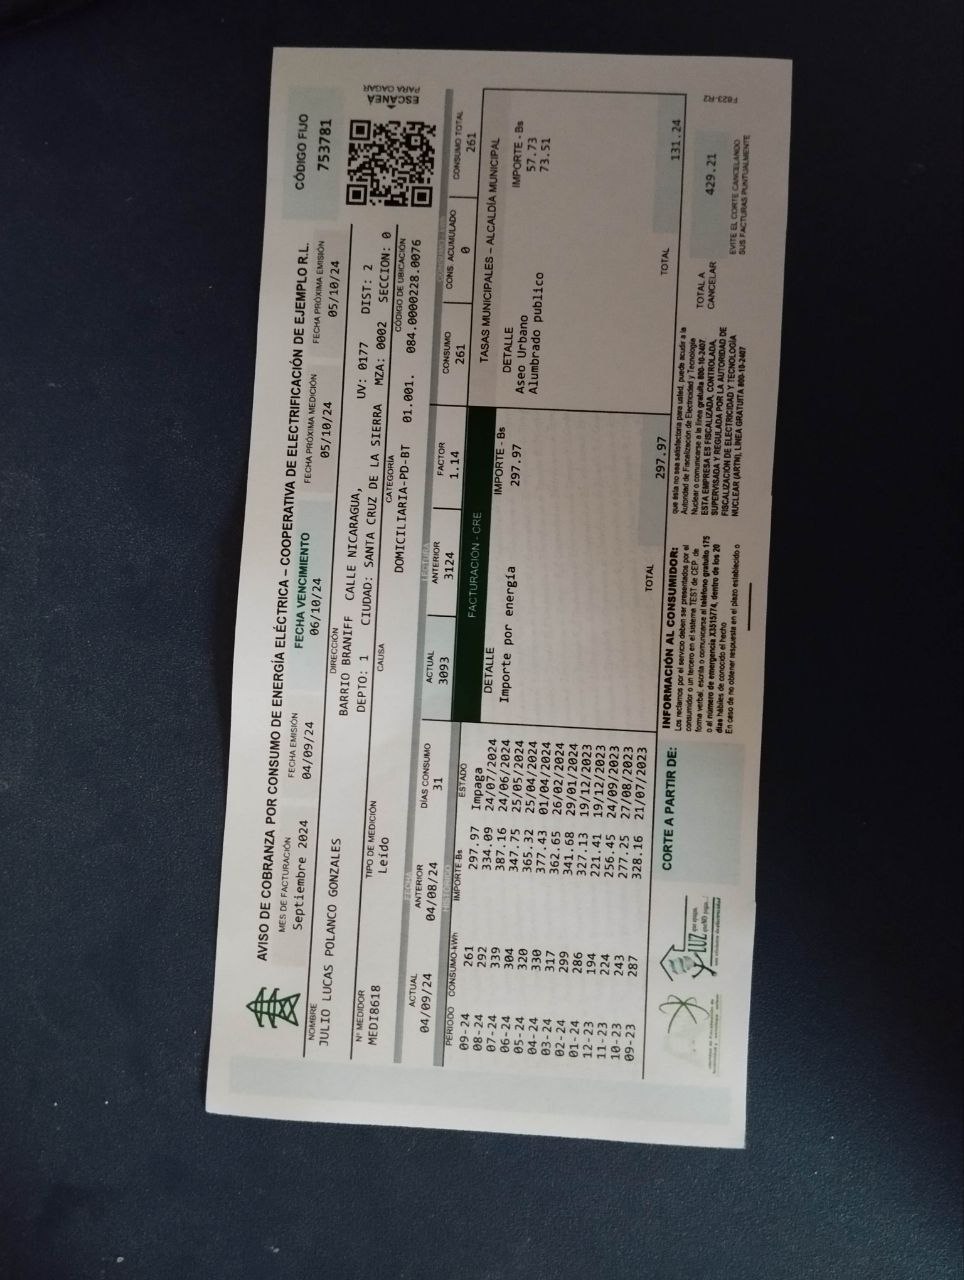 AVISO DE COBRANZA POR CONSUMO DE ENERGÍA ELÉCTRICA – COOPERATIVA DE ELECTRIFICACIÓN DE EJEMPLO R.L.
CÓDIGO FIJO
753781
MES DE FACTURACIÓN
Septiembre 2024
FECHA EMISIÓN
04/09/24
FECHA VENCIMIENTO
06/10/24
FECHA PRÓXIMA MEDICIÓN
05/10/24
FECHA PRÓXIMA EMISIÓN
05/10/24
NOMBRE
JULIO LUCAS POLANCO GONZALES
DIRECCIÓN
BARRIO BRANIFF CALLE NICARAGUA, UV: 0177 DIST: 2
DEPTO: 1 CIUDAD: SANTA CRUZ DE LA SIERRA MZA: 0002 SECCION: 0
ESCANEA
PARA PAGAR
N° MEDIDOR
MEDI8618
TIPO DE MEDICIÓN
Leído
CAUSA
CATEGORÍA
DOMICILIARIA-PD-BT
CÓDIGO DE UBICACIÓN
01.001. 084.0000228.0076
FECHA
LECTURA
ACTUAL
04/09/24
ANTERIOR
04/08/24
DÍAS CONSUMO
31
ACTUAL
3093
ANTERIOR
3124
FACTOR
1.14
CONSUMO
261
CONS. ACUMULADO
0
CONSUMO TOTAL
261
HISTÓRICO
PERIODO CONSUMO-kWh IMPORTE-Bs ESTADO
09-24 261 297.97 Impaga
08-24 292 334.09 24/07/2024
07-24 339 387.16 24/06/2024
06-24 304 347.75 25/05/2024
05-24 320 365.32 25/04/2024
04-24 330 377.43 01/04/2024
03-24 317 362.65 26/02/2024
02-24 299 341.68 29/01/2024
01-24 286 327.13 19/12/2023
12-23 194 221.41 19/12/2023
11-23 224 256.45 24/09/2023
10-23 243 277.25 27/08/2023
09-23 287 328.16 21/07/2023
FACTURACIÓN - CRE
DETALLE IMPORTE - Bs
Importe por energía 297.97
TOTAL 297.97
TASAS MUNICIPALES – ALCALDÍA MUNICIPAL
DETALLE IMPORTE - Bs
Aseo Urbano 57.73
Alumbrado publico 73.51
TOTAL 131.24
CORTE A PARTIR DE:
INFORMACIÓN AL CONSUMIDOR:
Los reclamos por el servicio deben ser presentados por el
consumidor o un tercero en el sistema TEST de CEP, de
forma verbal, escrita o comunicarse al teléfono gratuito 175
o al número de emergencia X3515774, dentro de los 20
días hábiles de conocido el hecho
En caso de no obtener respuesta en el plazo establecido o
que ésta no sea satisfactoria para usted, puede acudir a la
Autoridad de Fiscalización de Electricidad y Tecnología
Nuclear o comunicarse a la línea gratuita 800-10-2407
ESTA EMPRESA ES FISCALIZADA, CONTROLADA,
SUPERVISADA Y REGULADA POR LA AUTORIDAD DE
FISCALIZACIÓN DE ELECTRICIDAD Y TECNOLOGÍA
NUCLEAR (AETN), LÍNEA GRATUITA 800-10-2407
TOTAL A
CANCELAR
429.21
EVITE EL CORTE CANCELANDO
SUS FACTURAS PUNTUALMENTE
F823-R2
LUZ